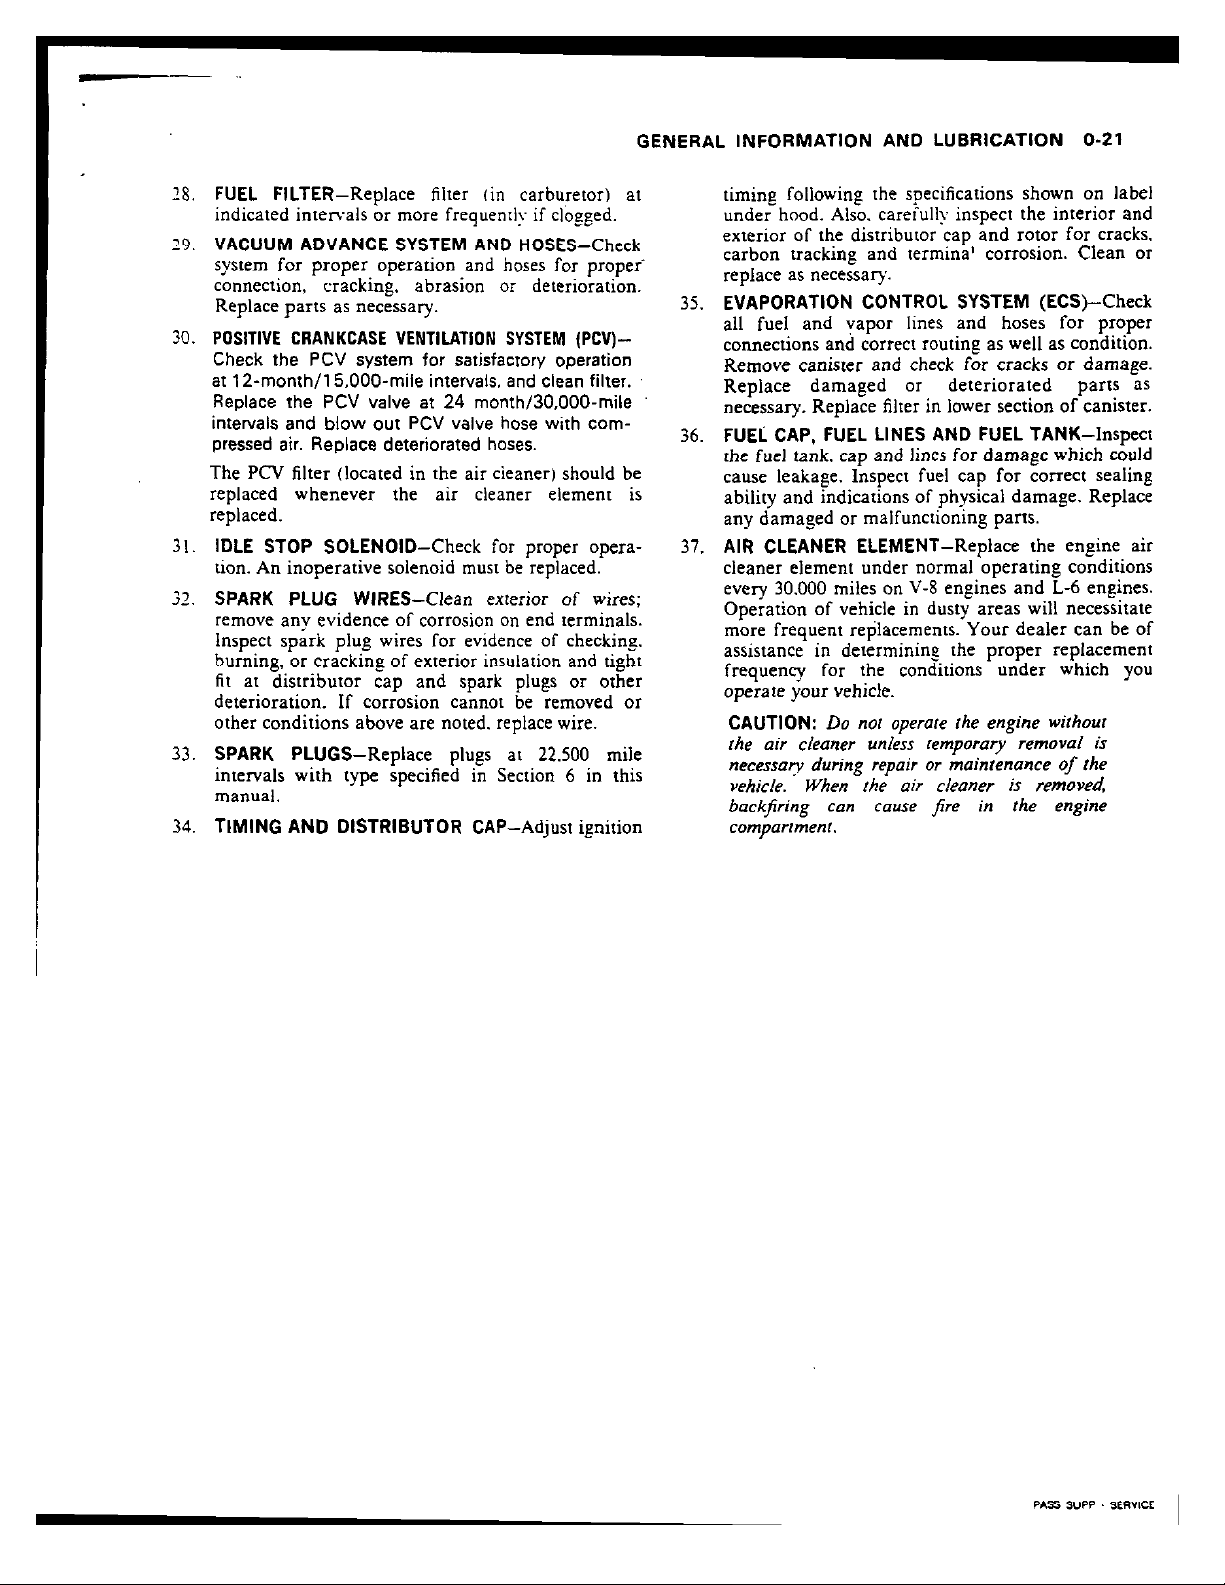 GENERAL INFORMATION AND LUBRICATION 0-21
28. FUEL FILTER—Replace filter (in carburetor) at
indicated intervals or more frequently if clogged.
29. VACUUM ADVANCE SYSTEM AND HOSES—Check
system for proper operation and hoses for proper
connection, cracking, abrasion or deterioration.
Replace parts as necessary.
30. POSITIVE CRANKCASE VENTILATION SYSTEM (PCV)—
Check the PCV system for satisfactory operation
at 12-month/15,000-mile intervals, and clean filter.
Replace the PCV valve at 24 month/30,000-mile
intervals and blow out PCV valve hose with com-
pressed air. Replace deteriorated hoses.
The PCV filter (located in the air cleaner) should be
replaced whenever the air cleaner element is
replaced.
31. IDLE STOP SOLENOID—Check for proper opera-
tion. An inoperative solenoid must be replaced.
32. SPARK PLUG WIRES—Clean exterior of wires;
remove any evidence of corrosion on end terminals.
Inspect spark plug wires for evidence of checking,
burning, or cracking of exterior insulation and tight
fit at distributor cap and spark plugs or other
deterioration. If corrosion cannot be removed or
other conditions above are noted, replace wire.
33. SPARK PLUGS—Replace plugs at 22,500 mile
intervals with type specified in Section 6 in this
manual.
34. TIMING AND DISTRIBUTOR CAP—Adjust ignition
timing following the specifications shown on label
under hood. Also, carefully inspect the interior and
exterior of the distributor cap and rotor for cracks,
carbon tracking and termina' corrosion. Clean or
replace as necessary.
35. EVAPORATION CONTROL SYSTEM (ECS)—Check
all fuel and vapor lines and hoses for proper
connections and correct routing as well as condition.
Remove canister and check for cracks or damage.
Replace damaged or deteriorated parts as
necessary. Replace filter in lower section of canister.
36. FUEL CAP, FUEL LINES AND FUEL TANK—Inspect
the fuel tank, cap and lines for damage which could
cause leakage. Inspect fuel cap for correct sealing
ability and indications of physical damage. Replace
any damaged or malfunctioning parts.
37. AIR CLEANER ELEMENT—Replace the engine air
cleaner element under normal operating conditions
every 30,000 miles on V-8 engines and L-6 engines.
Operation of vehicle in dusty areas will necessitate
more frequent replacements. Your dealer can be of
assistance in determining the proper replacement
frequency for the conditions under which you
operate your vehicle.
CAUTION: Do not operate the engine without
the air cleaner unless temporary removal is
necessary during repair or maintenance of the
vehicle. When the air cleaner is removed,
backfiring can cause fire in the engine
compartment.
PASS SUPP - SERVICE